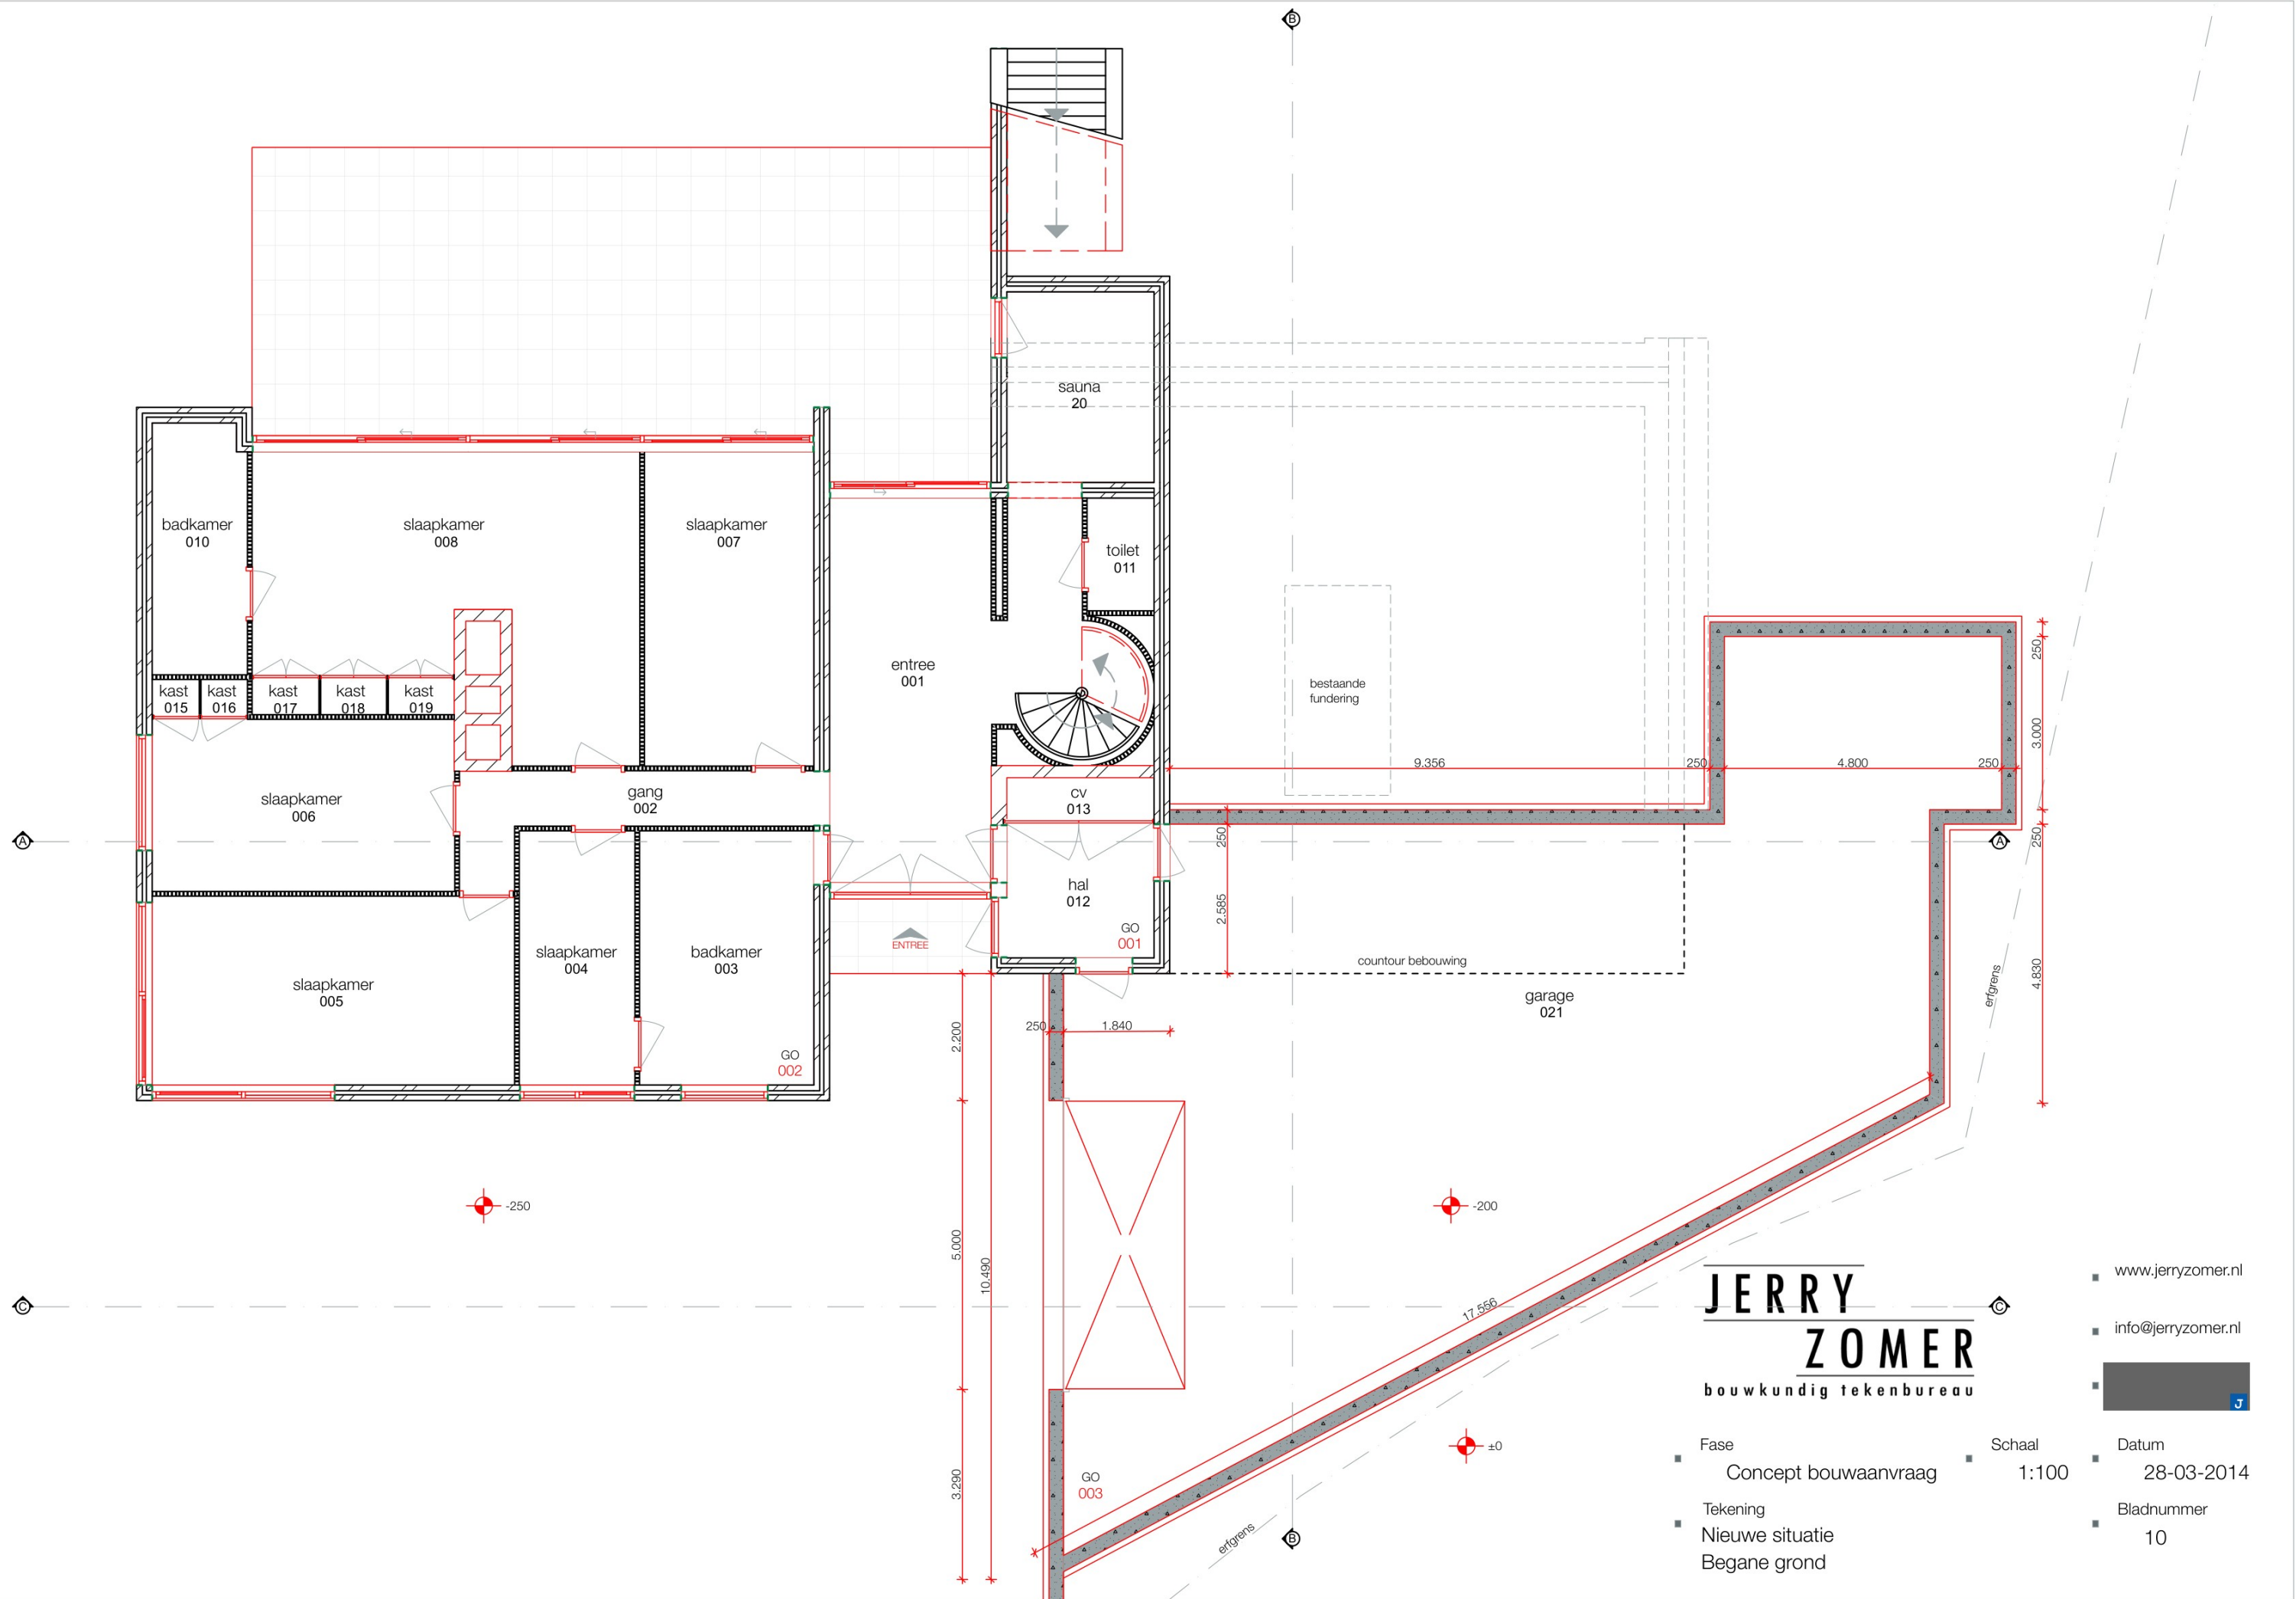 B
sauna
20
badkamer
010
slaapkamer
008
slaapkamer
007
toilet
011
entree
001
kast
015
kast
016
kast
017
kast
018
kast
019
bestaande
fundering
250
3.000
9.356
250
4.800
250
slaapkamer
006
gang
002
cv
013
A
A
250
250
2.585
hal
012
GO
001
ENTREE
slaapkamer
004
badkamer
003
slaapkamer
005
GO
002
countour bebouwing
garage
021
erfgrens
4.830
2.200
250
1.840
-250
-200
5.000
10.490
17.556
C
C
±0
3.290
GO
003
erfgrens
B
JERRY
ZOMER
bouwkundig tekenbureau
www.jerryzomer.nl
info@jerryzomer.nl
J
Fase
Concept bouwaanvraag
Schaal
1:100
Datum
28-03-2014
Tekening
Nieuwe situatie
Begane grond
Bladnummer
10